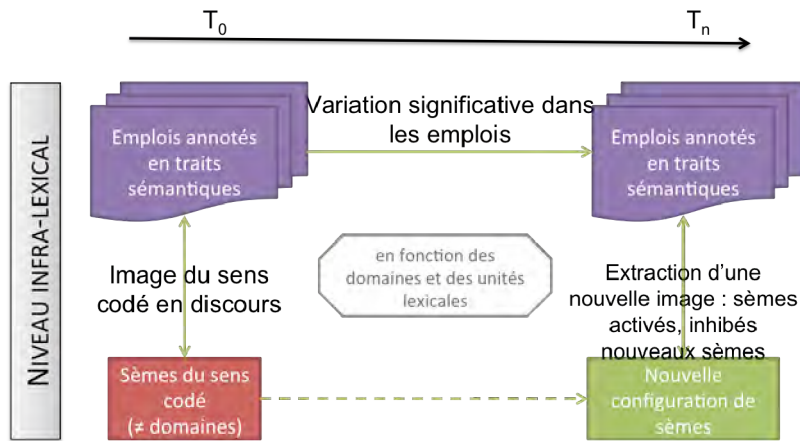 T0
Tn
NIVEAU INFRA-LEXICAL
Emplois annotés
en traits
sémantiques
Variation significative dans
les emplois
Emplois annotés
en traits
sémantiques
Image du sens
codé en discours
en fonction des
domaines et des unités
lexicales
Extraction d’une
nouvelle image : sèmes
activés, inhibés
nouveaux sèmes
Sèmes du sens
codé
(≠ domaines)
Nouvelle
configuration de
sèmes